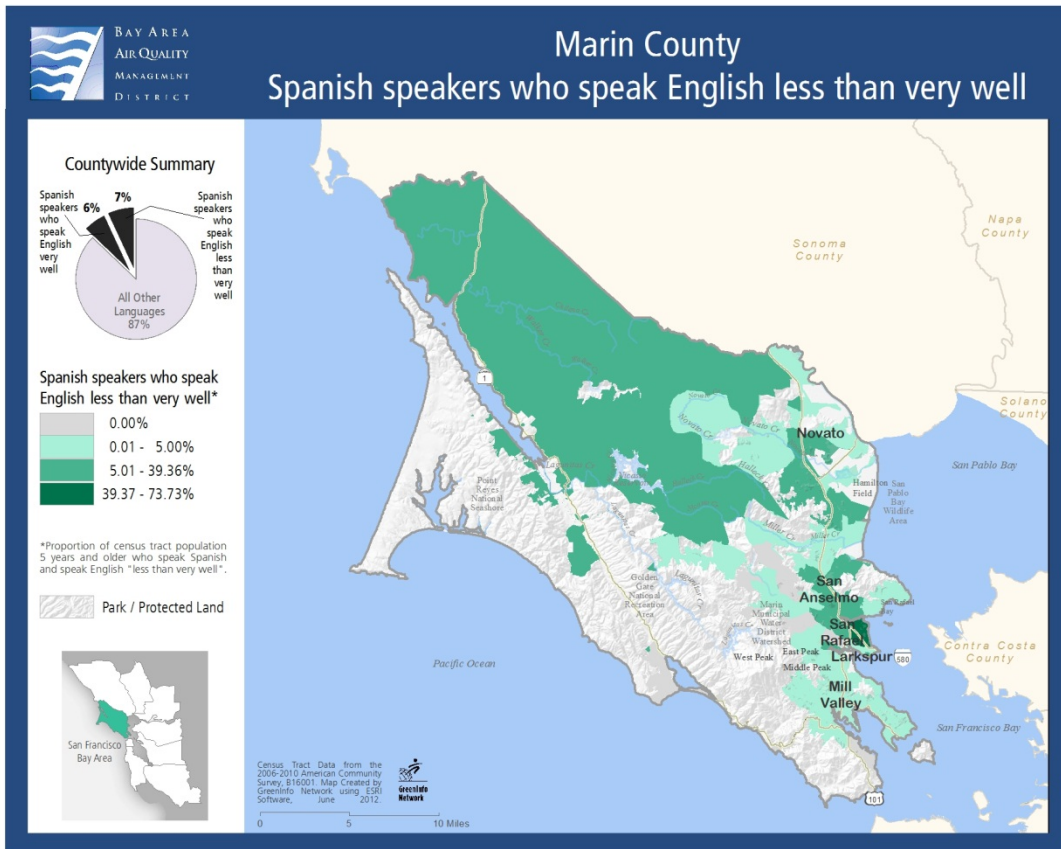 BAY AREA
AIR QUALITY
MANAGEMENT
DISTRICT
Marin County
Spanish speakers who speak English less than very well
Countywide Summary
Spanish speakers who speak English very well
6%
7%
Spanish speakers who speak English less than very well
All Other
Languages
87%
Spanish speakers who speak
English less than very well*
0.00%
0.01 - 5.00%
5.01 - 39.36%
39.37 - 73.73%
*Proportion of census tract population
5 years and older who speak Spanish
and speak English "less than very well".
Park / Protected Land
San Francisco
Bay Area
Napa
County
Sonoma
County
Solano
County
1
Novato
San Pablo Bay
Point
Reyes
National
Seashore
Hamilton
Field
San
Pablo
Bay
Wildlife
Area
Novato Cr
Miller Cr
Golden
Gate
National
Recreation
Area
Lagunitas Cr
San
Anselmo
San Rafael
Bay
Marin
Municipal
Water
District
Watershed
San
Rafael
Larkspur
580
Contra Costa
County
West Peak
East Peak
Middle Peak
Pacific Ocean
Mill
Valley
San Francisco Bay
101
Census Tract Data from the
2006-2010 American Community
Survey, B16001. Map Created by
GreenInfo Network using ESRI
Software, June 2012.
GreenInfo
Network
0 5 10 Miles